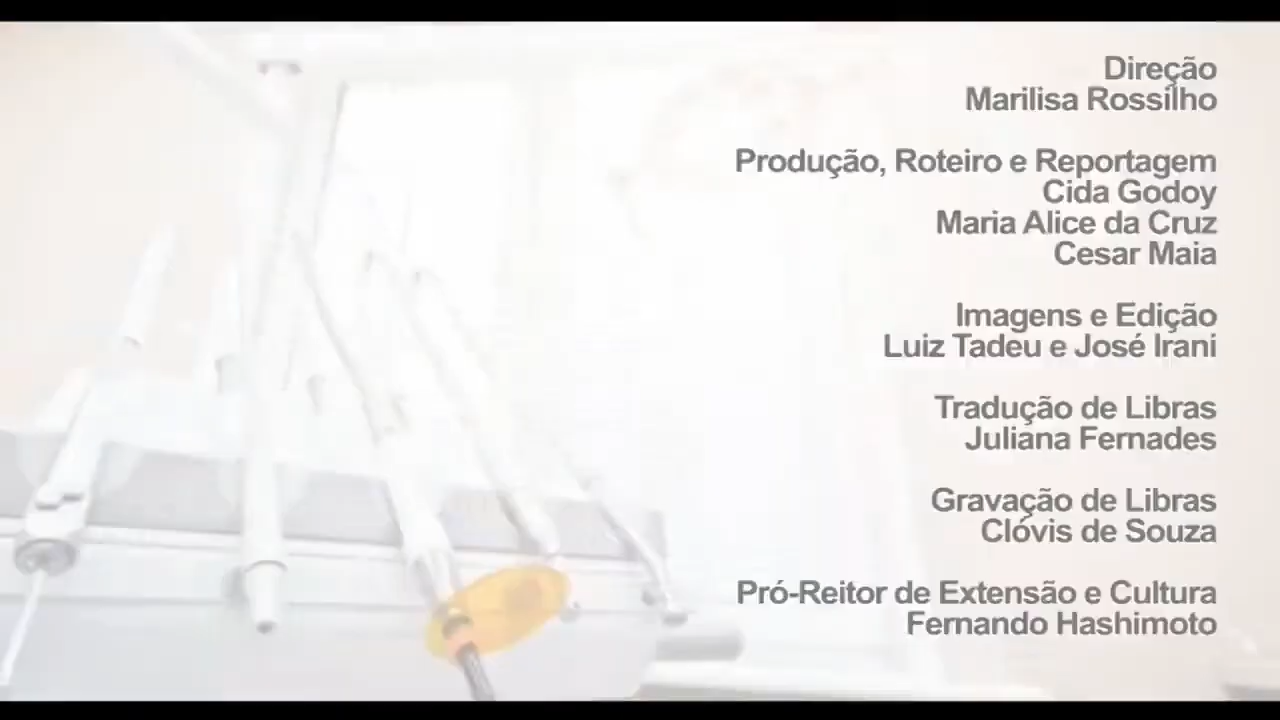 Direção
Marilisa Rossilho
Produção, Roteiro e Reportagem
Cida Godoy
Maria Alice da Cruz
Cesar Maia
Imagens e Edição
Luiz Tadeu e José Irani
Tradução de Libras
Juliana Fernades
Gravação de Libras
Clóvis de Souza
Pró-Reitor de Extensão e Cultura
Fernando Hashimoto